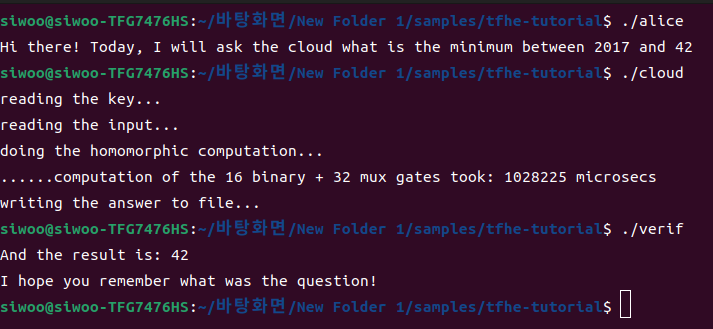 siwoo@siwoo-TFG7476HS:~/바탕화면/New Folder 1/samples/tfhe-tutorial$ ./alice
Hi there! Today, I will ask the cloud what is the minimum between 2017 and 42
siwoo@siwoo-TFG7476HS:~/바탕화면/New Folder 1/samples/tfhe-tutorial$ ./cloud
reading the key...
reading the input...
doing the homomorphic computation...
......computation of the 16 binary + 32 mux gates took: 1028225 microsecs
writing the answer to file...
siwoo@siwoo-TFG7476HS:~/바탕화면/New Folder 1/samples/tfhe-tutorial$ ./verif
And the result is: 42
I hope you remember what was the question!
siwoo@siwoo-TFG7476HS:~/바탕화면/New Folder 1/samples/tfhe-tutorial$